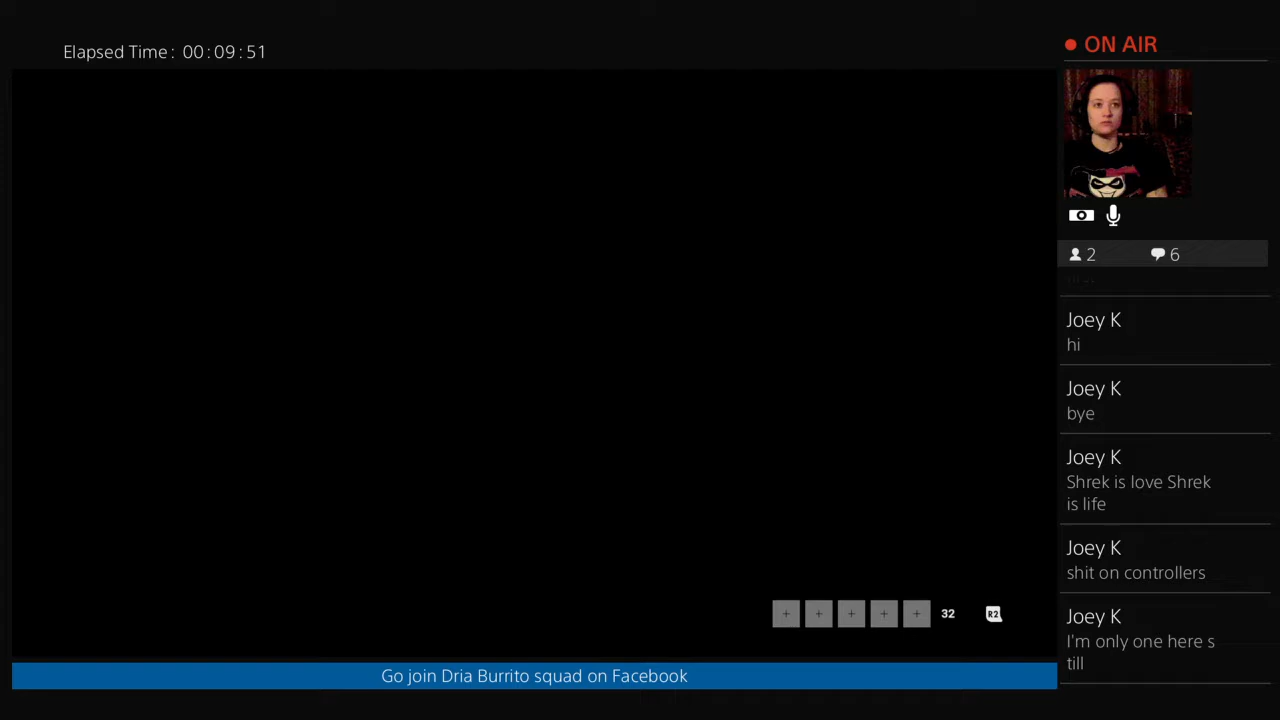 Elapsed Time: 00:09:51
ON AIR
2 6
Joey K
hi
Joey K
bye
Joey K
Shrek is love Shrek
is life
Joey K
shit on controllers
Joey K
I'm only one here s
till
32 R2
Go join Dria Burrito squad on Facebook